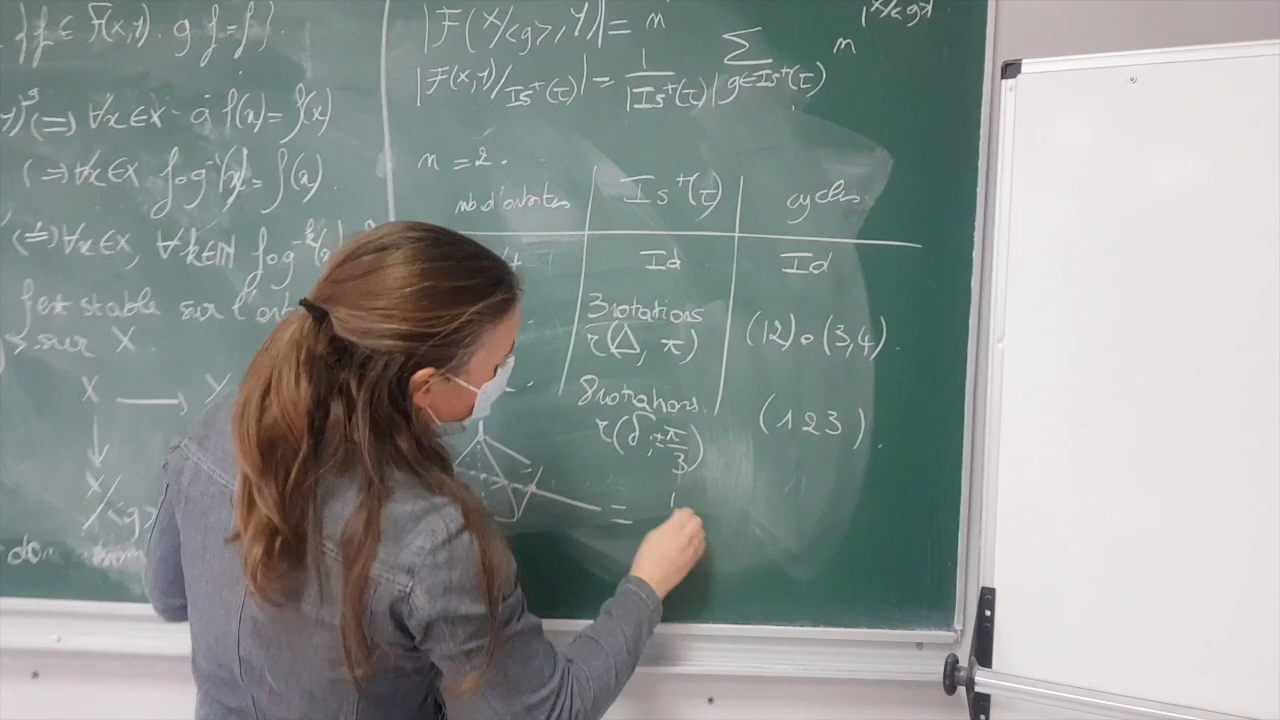 {f ∈ F(X,Y). g f = f}.
Y)^g (=) ∀x∈X g f(x) = f(x)
(=) ∀x∈X f∘g⁻¹(x) = f(x).
(=) ∀x∈X, ∀k∈ℕ f∘g^-k(x)
f est stable sur l'orb
> sur X.
X → Y
X/<g>
|F(X/<g>, Y)| = n^|X/<g>|
|F(X,Y)/Is⁺(τ)| = 1/|Is⁺(τ)| ∑ g∈Is⁺(τ) n
n = 2.
nb d'orbites | Is⁺(τ) | cycles
Id | Id
3 rotations
r(Δ, π) | (12)∘(3,4).
8 rotations.
r(δ, ±π/3) | (123).
=